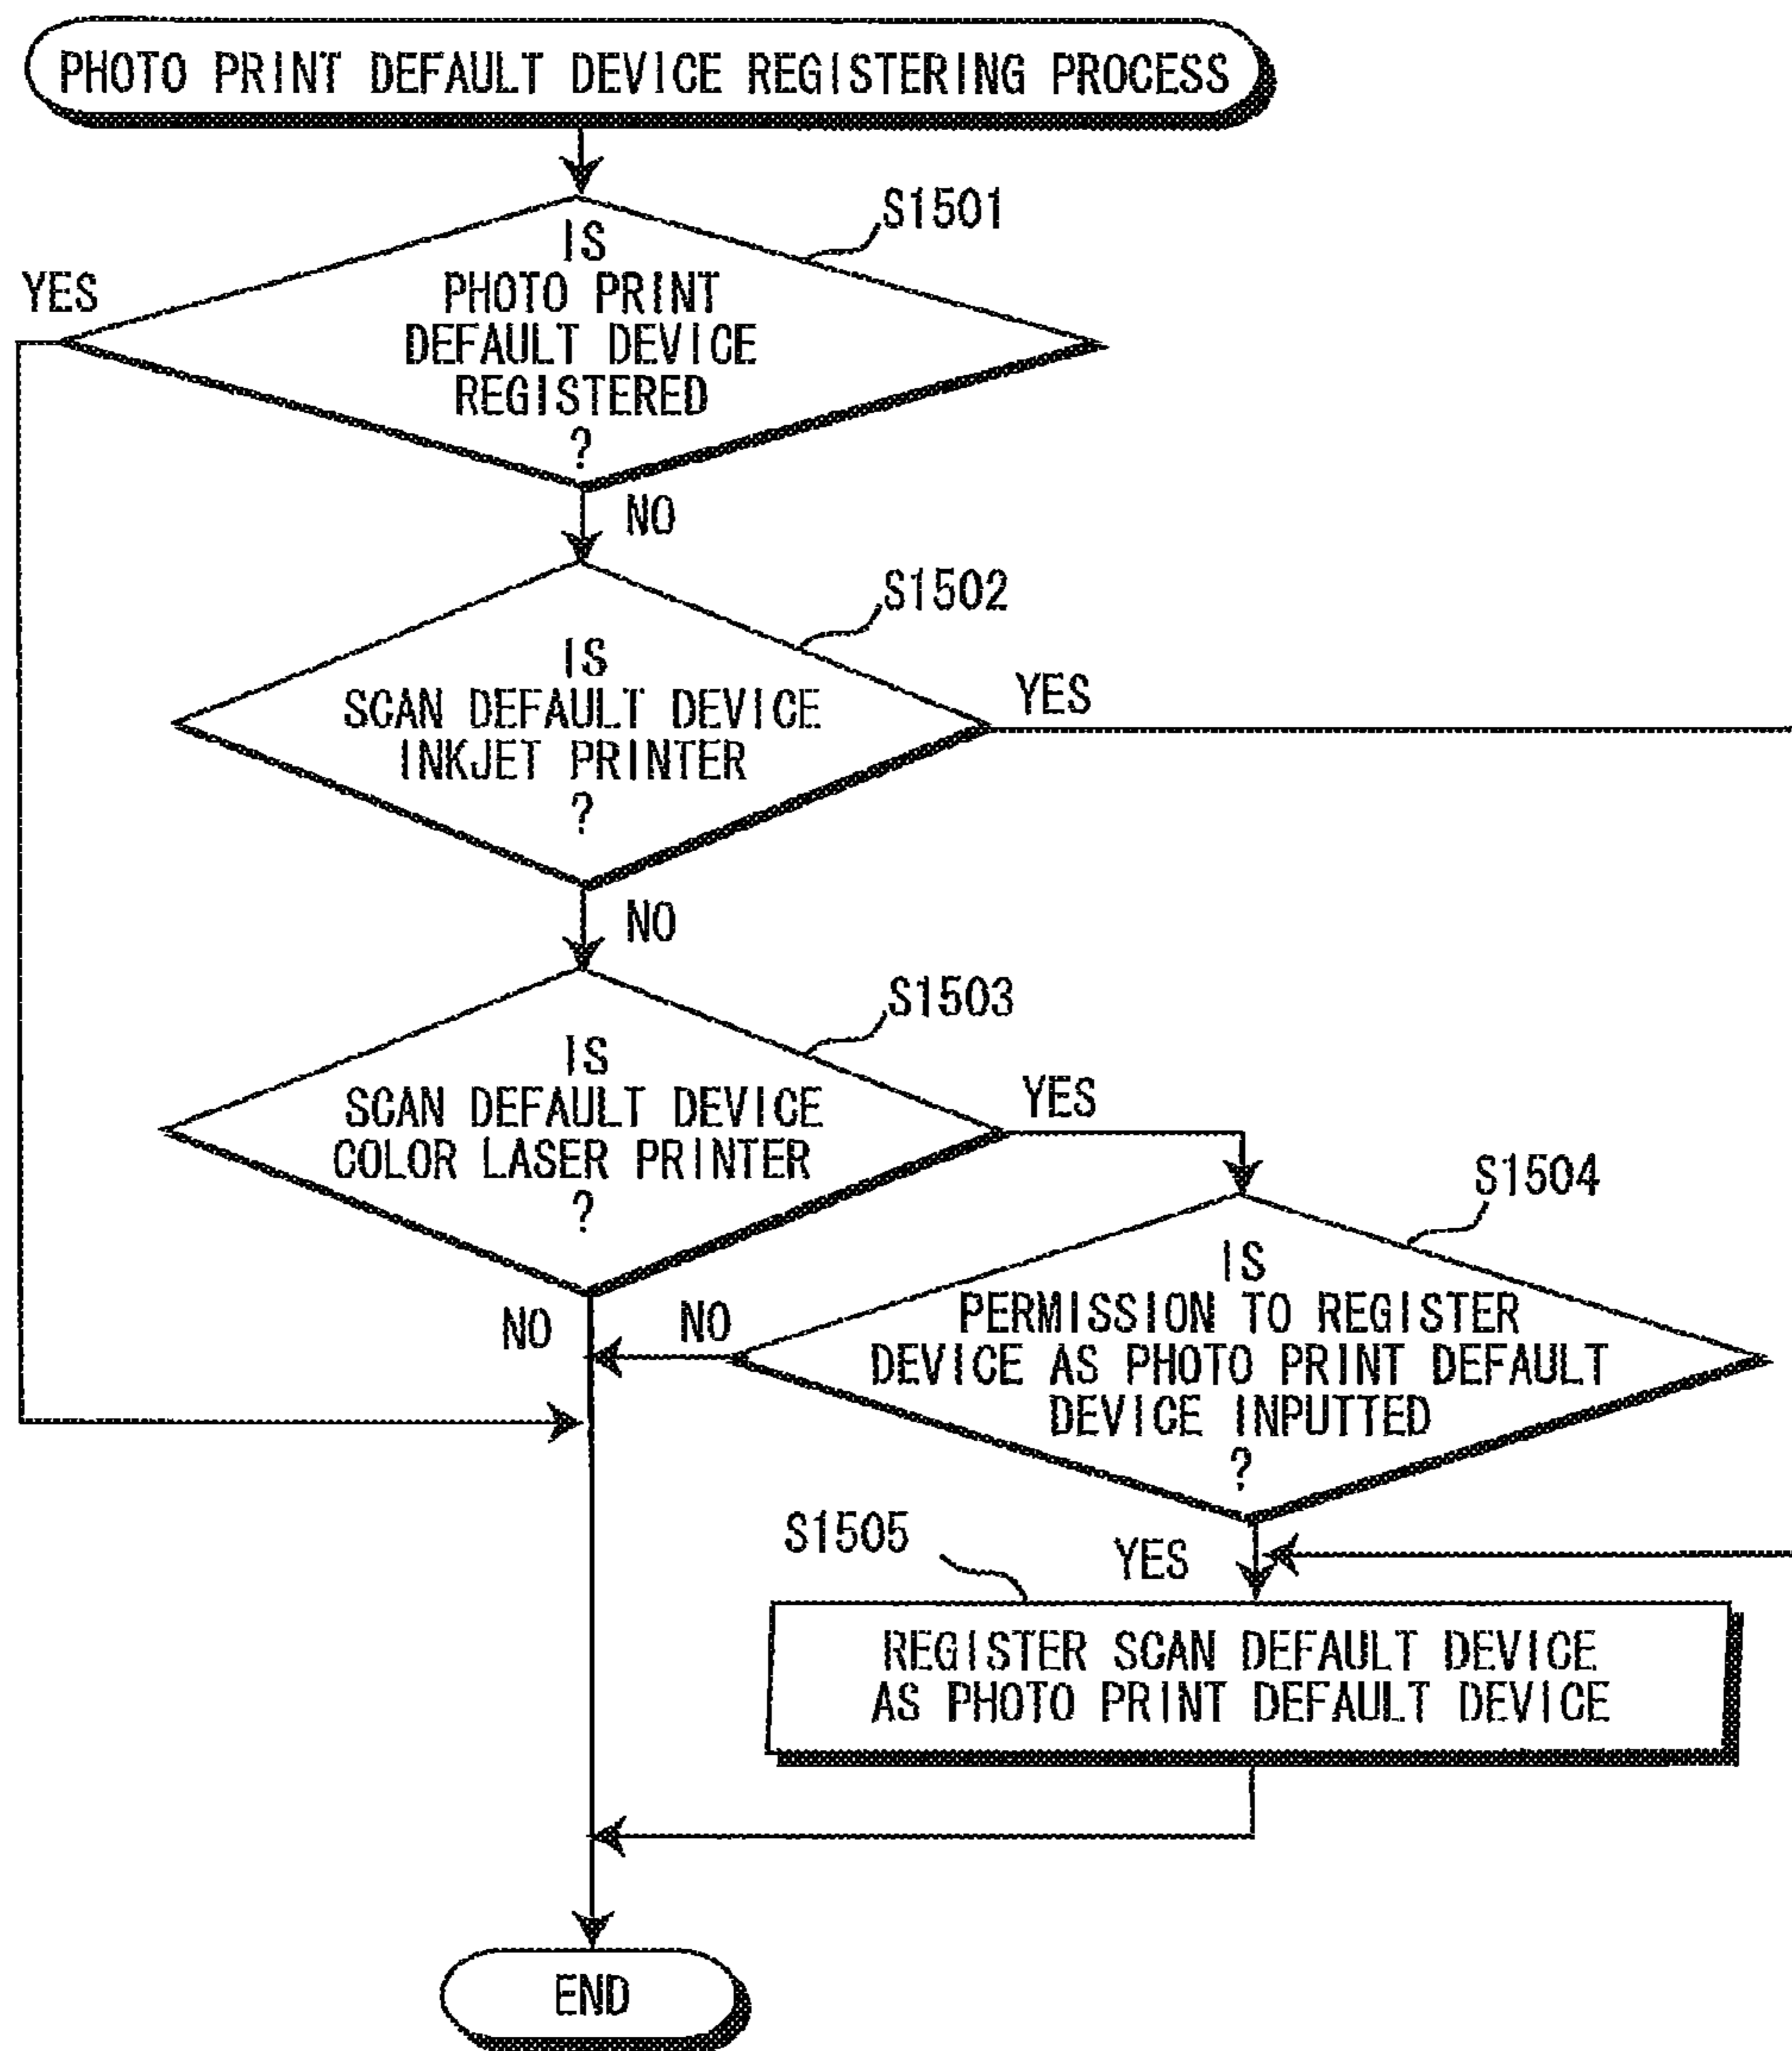 PHOTO PRINT DEFAULT DEVICE REGISTERING PROCESS
S1501
IS
PHOTO PRINT
DEFAULT DEVICE
REGISTERED
?
YES
NO
S1502
IS
SCAN DEFAULT DEVICE
INKJET PRINTER
?
YES
NO
S1503
IS
SCAN DEFAULT DEVICE
COLOR LASER PRINTER
?
YES
NO
S1504
IS
PERMISSION TO REGISTER
DEVICE AS PHOTO PRINT DEFAULT
DEVICE INPUTTED
?
NO
YES
S1505
REGISTER SCAN DEFAULT DEVICE
AS PHOTO PRINT DEFAULT DEVICE
END